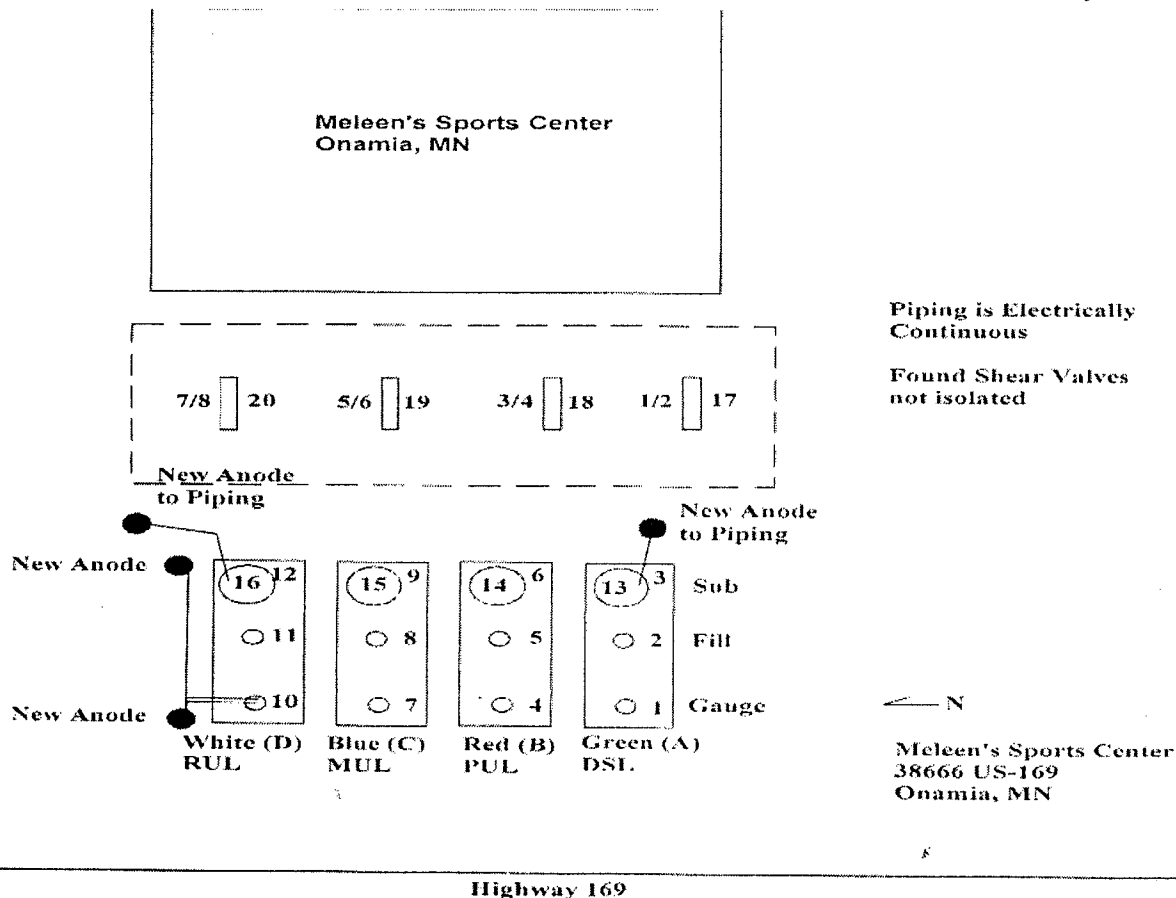 Meleen's Sports Center
Onamia, MN
Piping is Electrically
Continuous
Found Shear Valves
not isolated
7/8 20 5/6 19 3/4 18 1/2 17
New Anode
to Piping
New Anode
to Piping
New Anode
16 12 15 9 14 6 13 3 Sub
11 8 5 2 Fill
10 7 4 1 Gauge
New Anode
N
White (D) Blue (C) Red (B) Green (A)
RUL MUL PUL DSL
Meleen's Sports Center
38666 US-169
Onamia, MN
Highway 169